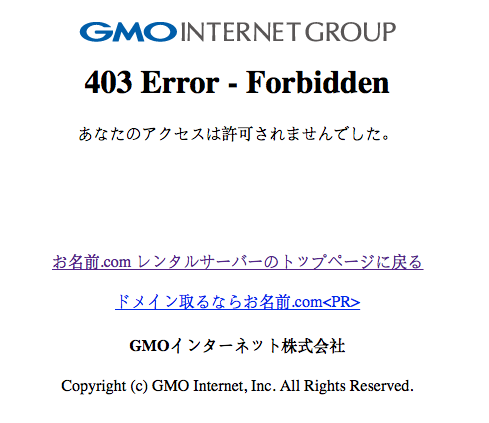 GMO INTERNET GROUP
403 Error - Forbidden
あなたのアクセスは許可されませんでした。
お名前.com レンタルサーバーのトップページに戻る
ドメイン取るならお名前.com<PR>
GMOインターネット株式会社
Copyright (c) GMO Internet, Inc. All Rights Reserved.